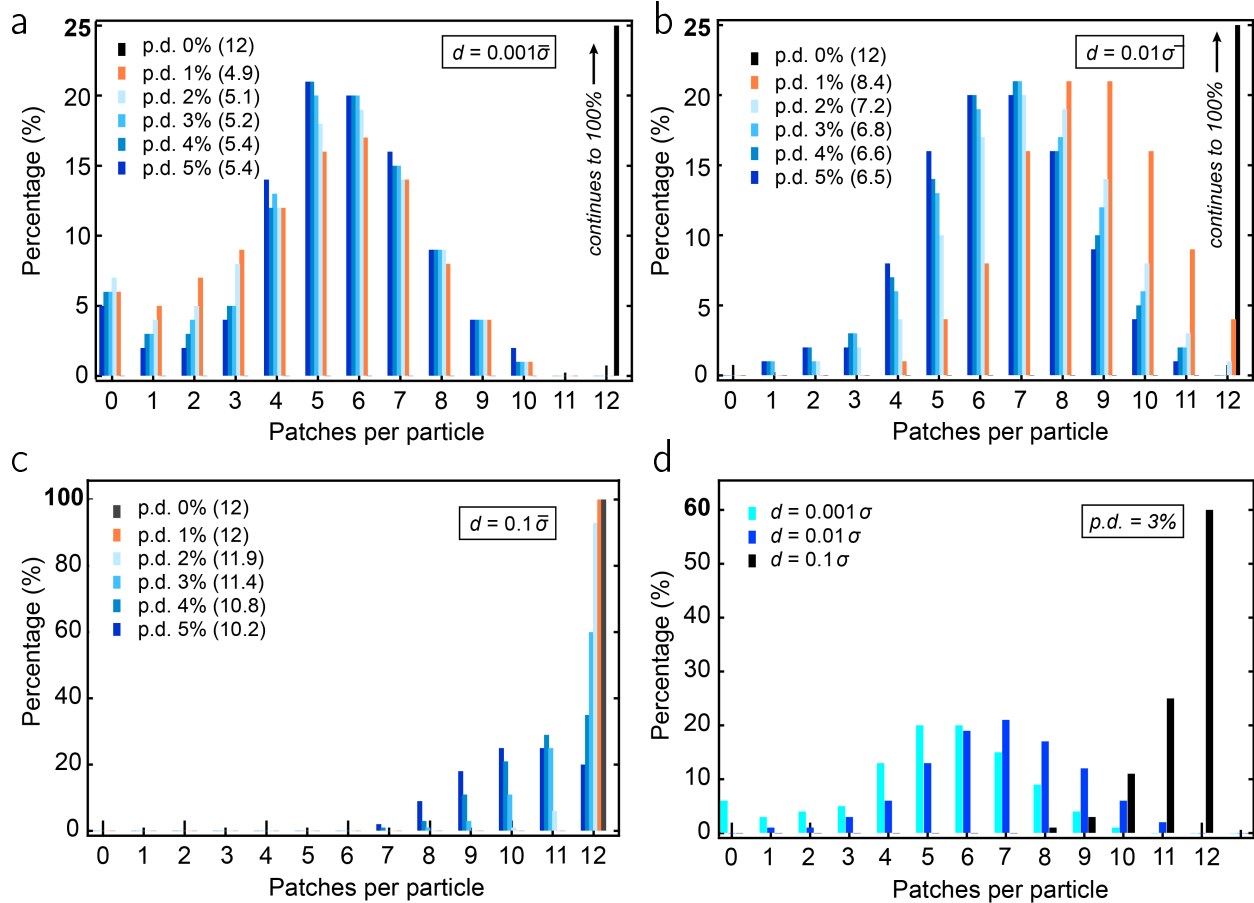 a
25
20
15
10
5
0
Percentage (%)
p.d. 0% (12)
p.d. 1% (4.9)
p.d. 2% (5.1)
p.d. 3% (5.2)
p.d. 4% (5.4)
p.d. 5% (5.4)
d = 0.001σ̅
continues to 100%
0 1 2 3 4 5 6 7 8 9 10 11 12
Patches per particle
b
25
20
15
10
5
0
Percentage (%)
p.d. 0% (12)
p.d. 1% (8.4)
p.d. 2% (7.2)
p.d. 3% (6.8)
p.d. 4% (6.6)
p.d. 5% (6.5)
d = 0.01σ̅
continues to 100%
0 1 2 3 4 5 6 7 8 9 10 11 12
Patches per particle
c
100
80
60
40
20
0
Percentage (%)
p.d. 0% (12)
p.d. 1% (12)
p.d. 2% (11.9)
p.d. 3% (11.4)
p.d. 4% (10.8)
p.d. 5% (10.2)
d = 0.1σ̅
0 1 2 3 4 5 6 7 8 9 10 11 12
Patches per particle
d
60
50
40
30
20
10
0
Percentage (%)
d = 0.001σ
d = 0.01σ
d = 0.1σ
p.d. = 3%
0 1 2 3 4 5 6 7 8 9 10 11 12
Patches per particle